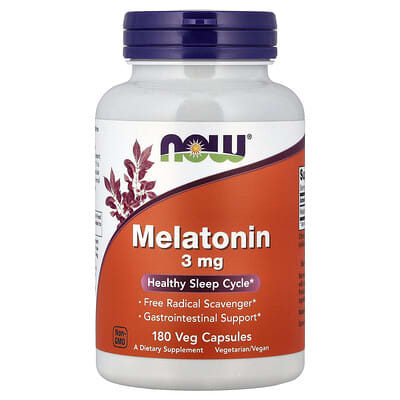 NOW®
Melatonin
3 mg
Healthy Sleep Cycle*
• Free Radical Scavenger*
• Gastrointestinal Support*
Non-
GMO
180 Veg Capsules
A Dietary Supplement Vegetarian/Vegan